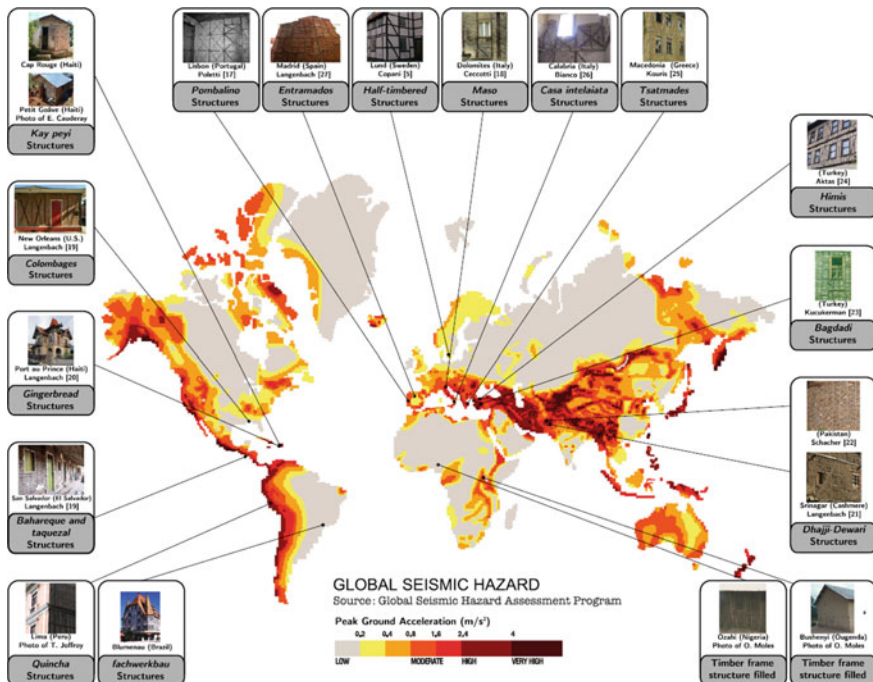 Cap Rouge (Haiti)
Petit Goâve (Haiti)
Photo of E. Cauderay
Kay peyi
Structures
Lisbon (Portugal)
Poletti [17]
Pombalino
Structures
Madrid (Spain)
Langenbach [27]
Entramados
Structures
Lund (Sweden)
Copani [5]
Half-timbered
Structures
Dolomites (Italy)
Ceccotti [18]
Maso
Structures
Calabria (Italy)
Bianco [26]
Casa intelaiata
Structures
Macedonia (Greece)
Kouris [25]
Tsatmades
Structures
(Turkey)
Aktas [24]
Himis
Structures
New Orleans (U.S.)
Langenbach [19]
Colombages
Structures
(Turkey)
Kucukerman [23]
Bagdadi
Structures
Port au Prince (Haiti)
Langenbach [20]
Gingerbread
Structures
(Pakistan)
Schacher [22]
Srinagar (Cashmere)
Langenbach [21]
Dhajji-Dewari
Structures
San Salvador (El Salvador)
Langenbach [19]
Bahareque and
taquezal
Structures
Lima (Peru)
Photo of T. Joffroy
Quincha
Structures
Blumenau (Brazil)
fachwerkbau
Structures
GLOBAL SEISMIC HAZARD
Source: Global Seismic Hazard Assessment Program
Peak Ground Acceleration (m/s²)
0,2 0,4 0,8 1,6 2,4 4
LOW MODERATE HIGH VERY HIGH
Ozahi (Nigeria)
Photo of O. Moles
Timber frame
structure filled
Bushenyi (Ouganda)
Photo of O. Moles
Timber frame
structure filled